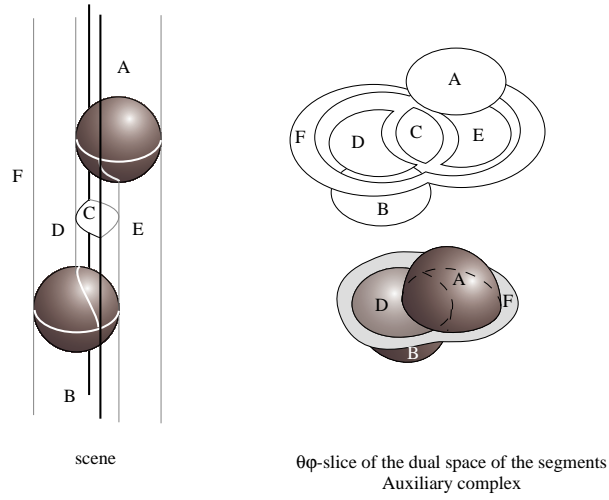 A
F
C
D
E
B
scene
A
F
D
C
E
B
A
D
F
B
θφ-slice of the dual space of the segments
Auxiliary complex